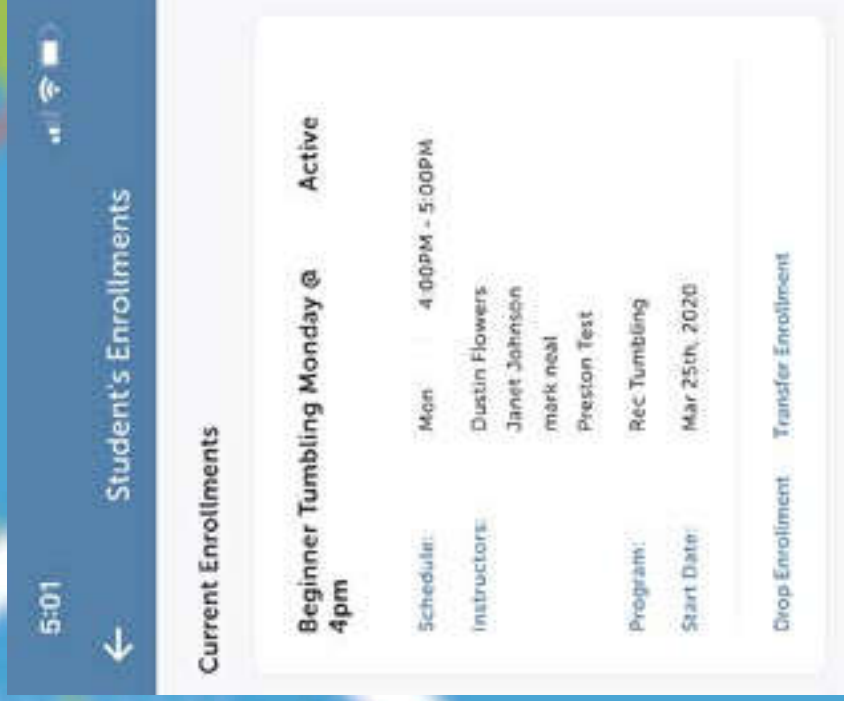 5:01
Student's Enrollments
Current Enrollments
Beginner Tumbling Monday @ Active
4pm
Schedule: Mon 4:00PM - 5:00PM
Instructors: Dustin Flowers
Janet Johnson
mark neal
Preston Test
Program: Rec Tumbling
Start Date: Mar 25th, 2020
Drop Enrollment Transfer Enrollment